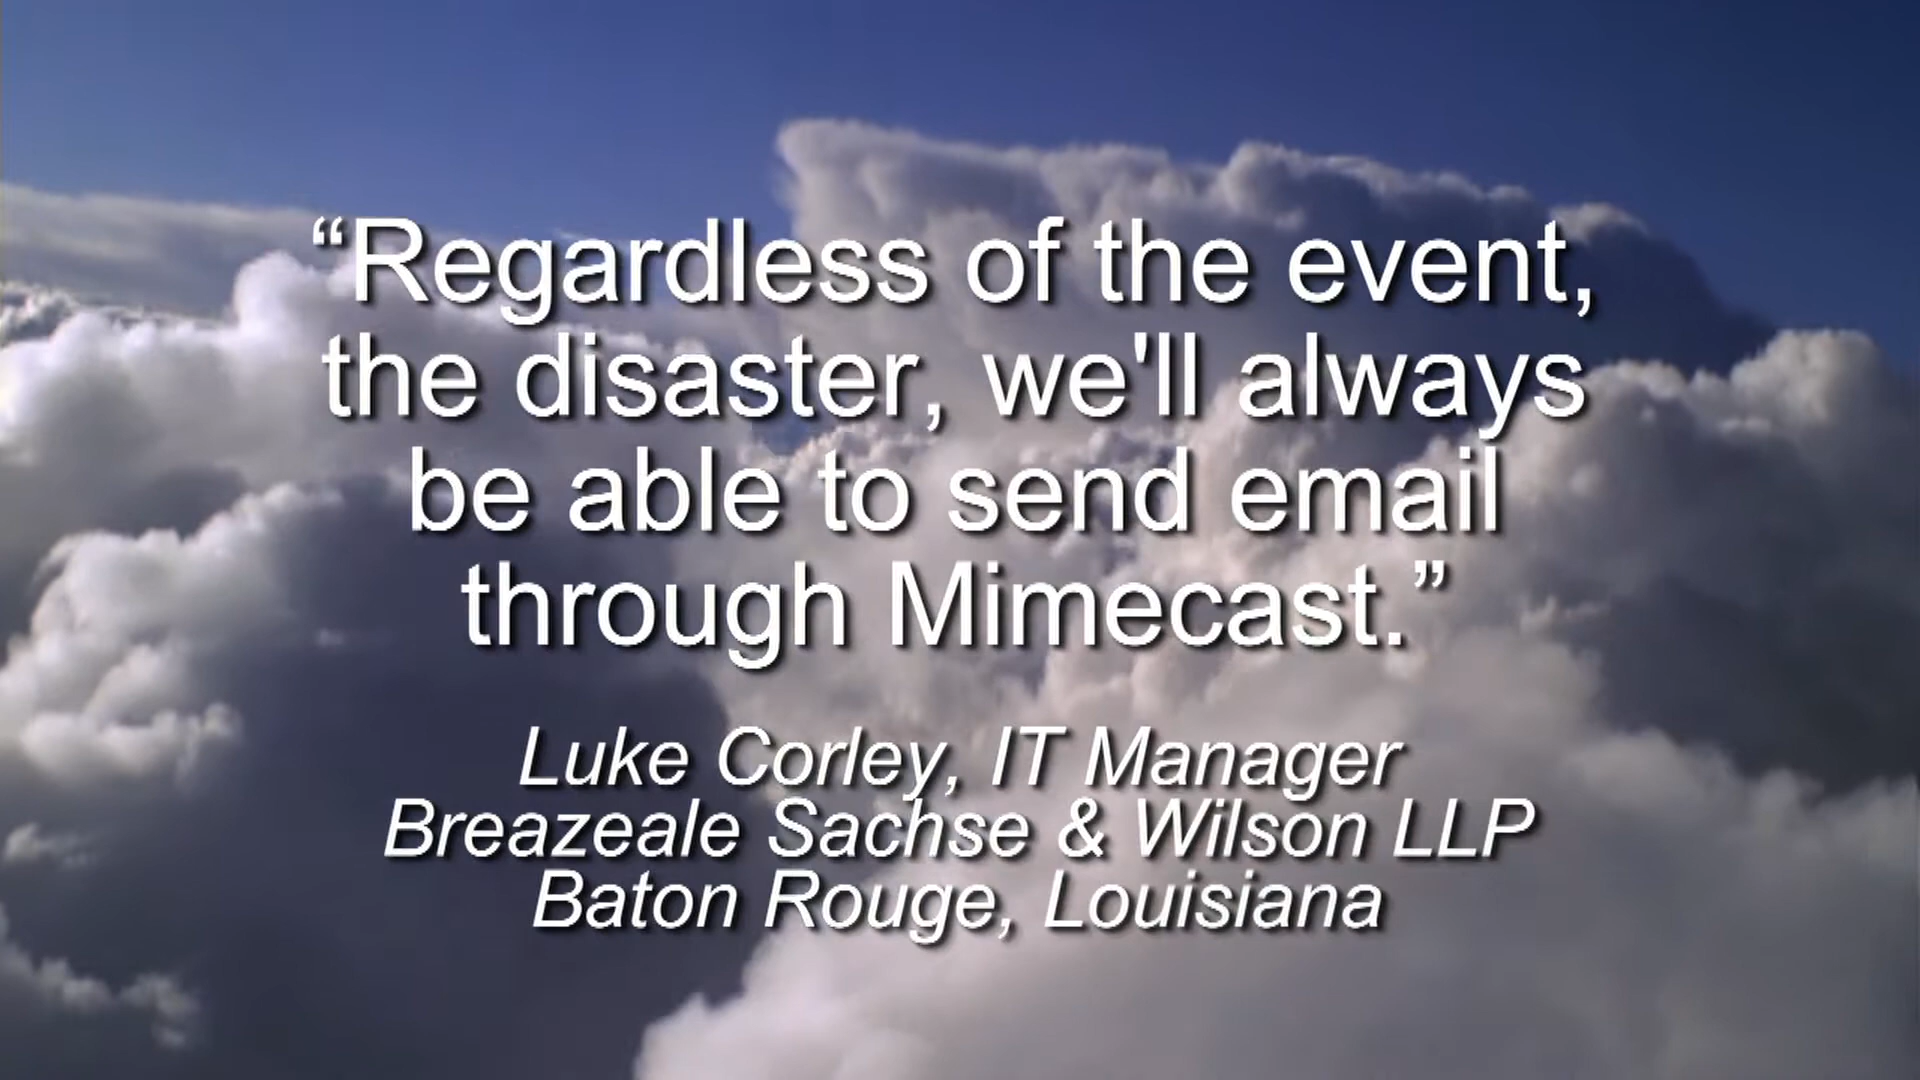 “Regardless of the event,
the disaster, we'll always
be able to send email
through Mimecast.”
Luke Corley, IT Manager
Breazeale Sachse & Wilson LLP
Baton Rouge, Louisiana